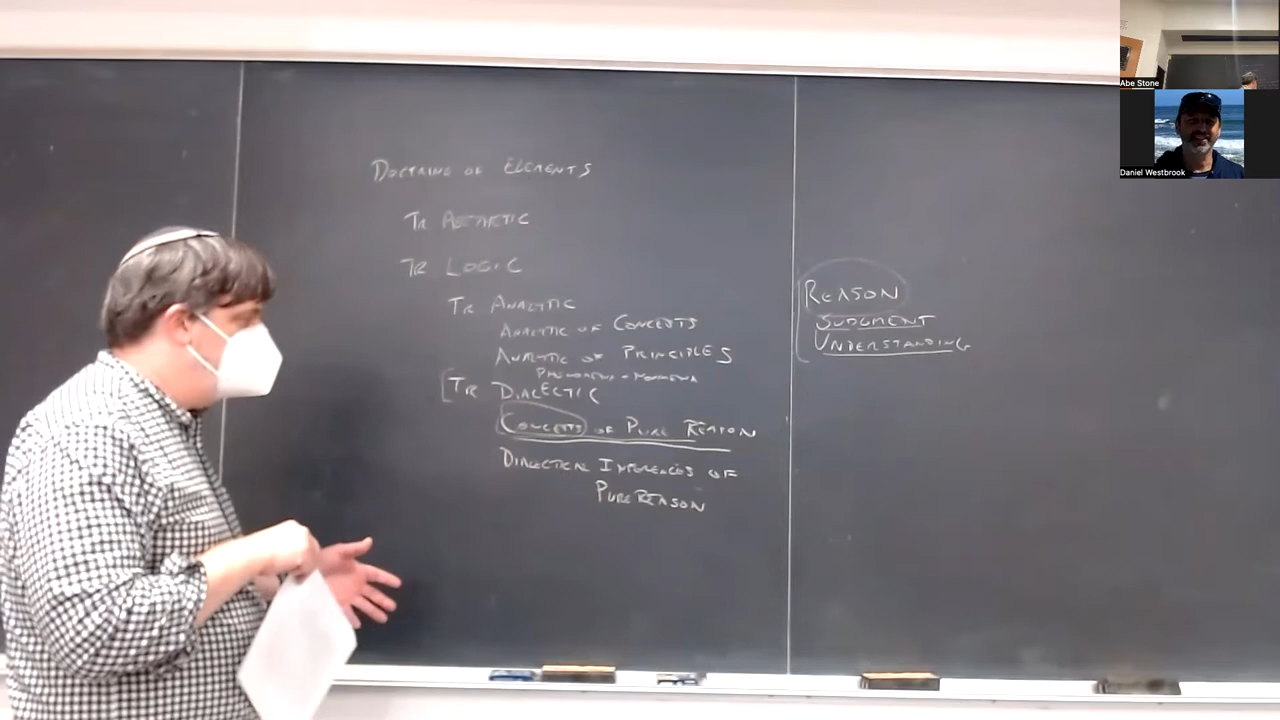 DOCTRINE OF ELEMENTS
TR AESTHETIC
TR LOGIC
TR ANALYTIC
ANALYTIC OF CONCEPTS
ANALYTIC OF PRINCIPLES
PHENOMENA + NOUMENA
[TR DIALECTIC
CONCEPTS OF PURE REASON
DIALECTICAL INFERENCES OF
PURE REASON
REASON
JUDGMENT
UNDERSTANDING
Abe Stone
Daniel Westbrook